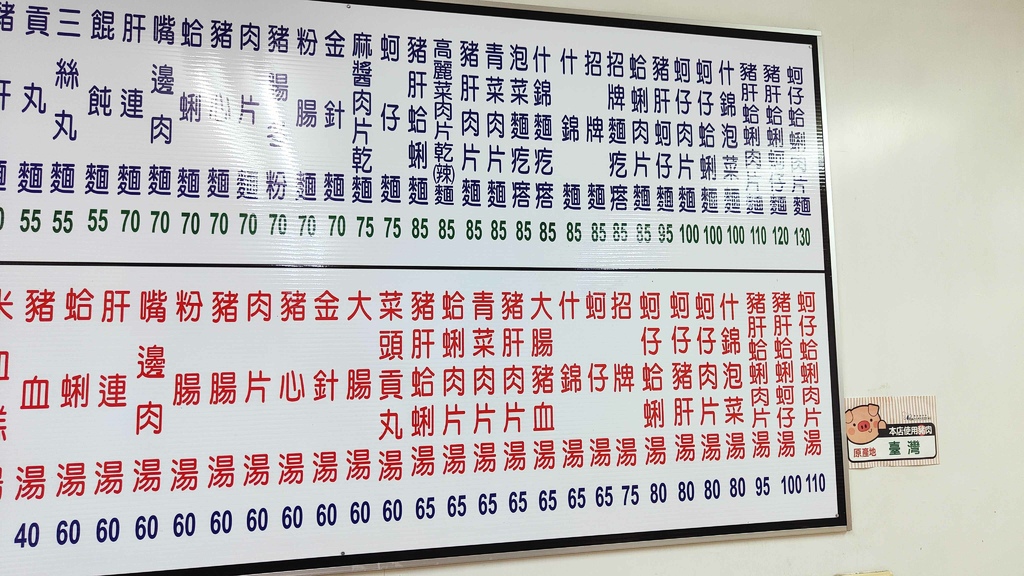 貢丸麵 55
三絲丸麵 55
餛飩麵 55
肝連麵 70
嘴邊肉麵 70
蛤蜊麵 70
豬心麵 70
肉片麵 70
豬腸冬粉 70
粉腸麵 70
金針麵 70
麻醬肉片乾麵 75
蚵仔麵 75
豬肝蛤蜊麵 85
高麗菜肉片乾(辣)麵 85
豬肝肉片麵 85
青菜肉片麵 85
泡菜麵疙瘩 85
什錦麵疙瘩 85
什錦麵 85
招牌麵 85
招牌麵疙瘩 85
蛤蜊肉片麵 85
豬肝蚵仔麵 95
蚵仔肉片麵 100
蚵仔蛤蜊麵 100
什錦泡菜麵 100
豬肝蛤蜊肉片麵 110
豬肝蛤蜊蚵仔麵 120
蚵仔蛤蜊肉片麵 130
豬血湯 40
蛤蜊湯 60
肝連湯 60
嘴邊肉湯 60
粉腸湯 60
豬腸湯 60
肉片湯 60
豬心湯 60
金針湯 60
大腸湯 60
菜頭貢丸湯 60
豬肝蛤蜊湯 65
蛤蜊肉片湯 65
青菜肉片湯 65
豬肝肉片湯 65
大腸豬血湯 65
什錦湯 65
蚵仔湯 65
招牌湯 75
蚵仔蛤蜊湯 80
蚵仔豬肝湯 80
蚵仔肉片湯 80
什錦泡菜湯 80
豬肝蛤蜊肉片湯 95
豬肝蛤蜊蚵仔湯 100
蚵仔蛤蜊肉片湯 110
本店使用豬肉
原產地 臺灣